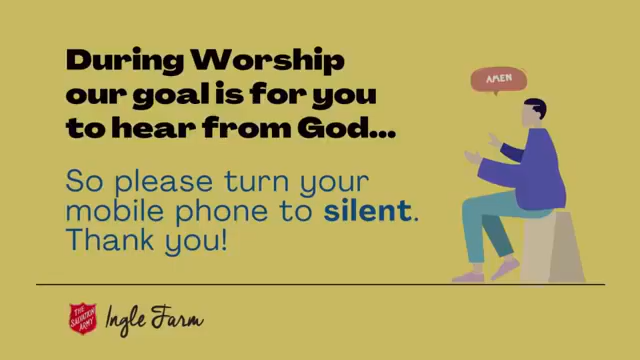 During Worship
our goal is for you
to hear from God...
AMEN
So please turn your
mobile phone to silent.
Thank you!
THE
SALVATION
ARMY
Ingle Farm